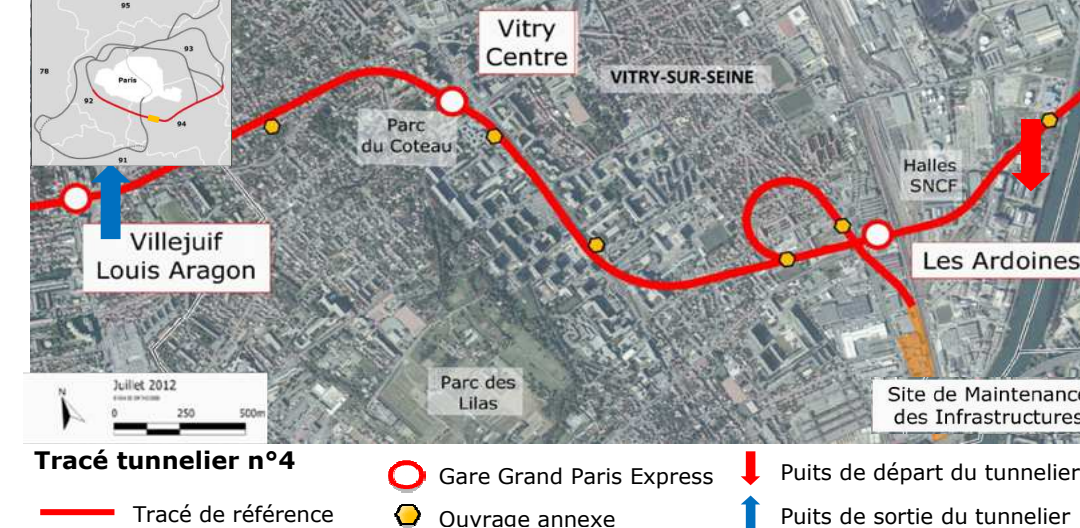 95
93
78
Paris
92
94
91
Vitry
Centre
VITRY-SUR-SEINE
Parc
du Coteau
Halles
SNCF
Villejuif
Louis Aragon
Les Ardoines
Parc des
Lilas
Site de Maintenance
des Infrastructures
N
Juillet 2012
0 250 500m
Tracé tunnelier n°4
Gare Grand Paris Express
Puits de départ du tunnelier
Tracé de référence
Ouvrage annexe
Puits de sortie du tunnelier